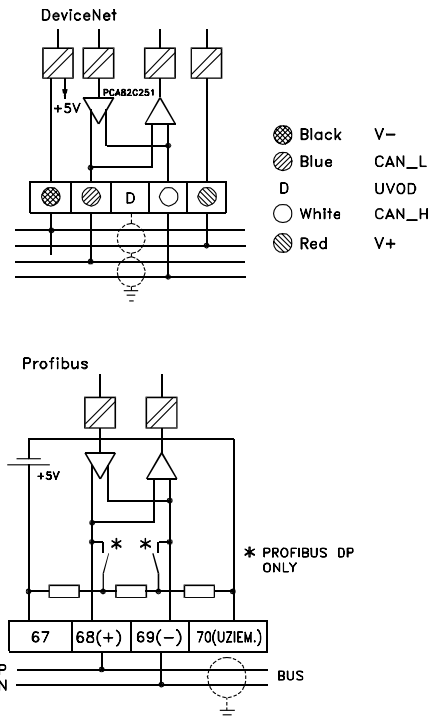 DeviceNet
+5V
PCA82C251
D
Black V-
Blue CAN_L
D UVOD
White CAN_H
Red V+
Profibus
+5V
* *
* PROFIBUS DP
ONLY
67 68(+) 69(-) 70(UZIEM.)
P
N
BUS